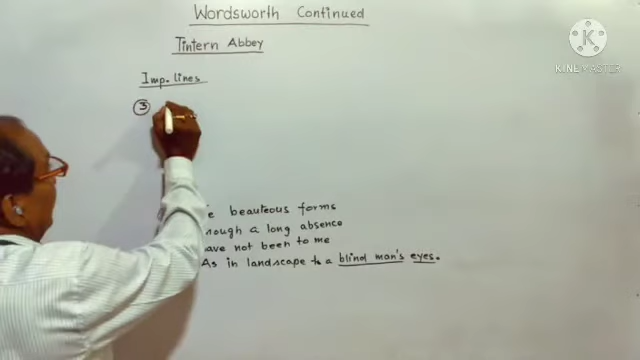 Wordsworth Continued
Tintern Abbey
KINEMASTER
Imp. lines
3
beauteous forms
a long absence
have not been to me
As in landscape to a blind man's eyes.